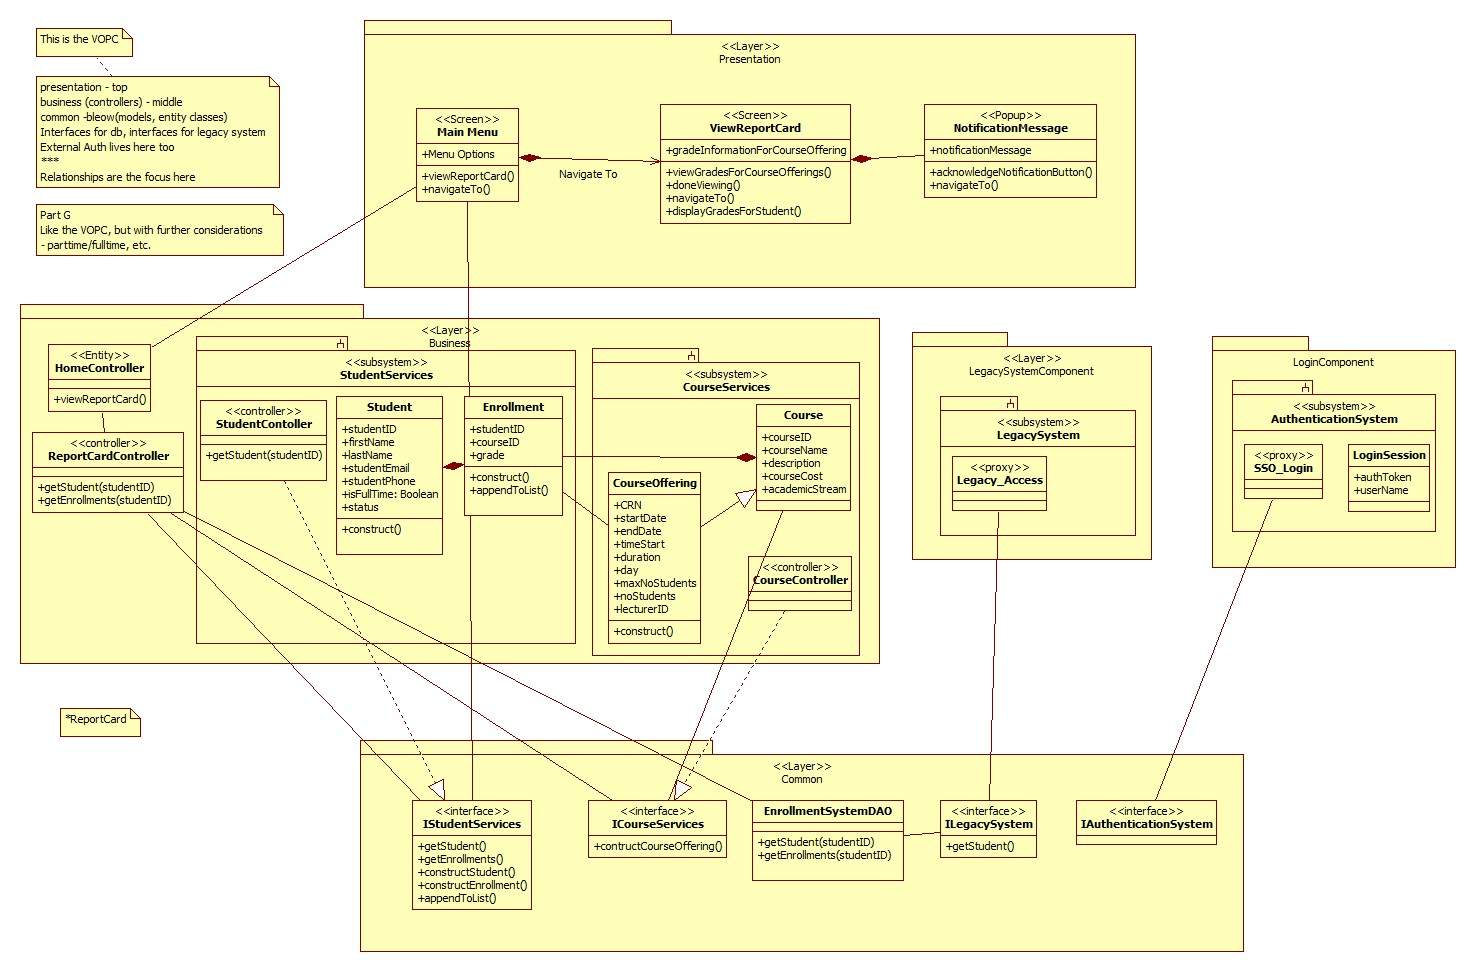 This is the VOPC
presentation - top
business (controllers) - middle
common -bleow(models, entity classes)
Interfaces for db, interfaces for legacy system
External Auth lives here too
***
Relationships are the focus here
Part G
Like the VOPC, but with further considerations
- parttime/fulltime, etc.
<<Layer>>
Presentation
<<Screen>>
Main Menu
+Menu Options
+viewReportCard()
+navigateTo()
Navigate To
<<Screen>>
ViewReportCard
+gradeInformationForCourseOffering
+viewGradesForCourseOfferings()
+doneViewing()
+navigateTo()
+displayGradesForStudent()
<<Popup>>
NotificationMessage
+notificationMessage
+acknowledgeNotificationButton()
+navigateTo()
<<Layer>>
Business
<<Entity>>
HomeController
+viewReportCard()
<<controller>>
ReportCardController
+getStudent(studentID)
+getEnrollments(studentID)
<<subsystem>>
StudentServices
<<controller>>
StudentContoller
+getStudent(studentID)
Student
+studentID
+firstName
+lastName
+studentEmail
+studentPhone
+isFullTime: Boolean
+status
+construct()
Enrollment
+studentID
+courseID
+grade
+construct()
+appendToList()
<<subsystem>>
CourseServices
CourseOffering
+CRN
+startDate
+endDate
+timeStart
+duration
+day
+maxNoStudents
+noStudents
+lecturerID
+construct()
Course
+courseID
+courseName
+description
+courseCost
+academicStream
<<controller>>
CourseController
<<Layer>>
LegacySystemComponent
<<subsystem>>
LegacySystem
<<proxy>>
Legacy_Access
LoginComponent
<<subsystem>>
AuthenticationSystem
<<proxy>>
SSO_Login
LoginSession
+authToken
+userName
*ReportCard
<<Layer>>
Common
<<interface>>
IStudentServices
+getStudent()
+getEnrollments()
+constructStudent()
+constructEnrollment()
+appendToList()
<<interface>>
ICourseServices
+contructCourseOffering()
EnrollmentSystemDAO
+getStudent(studentID)
+getEnrollments(studentID)
<<interface>>
ILegacySystem
+getStudent()
<<interface>>
IAuthenticationSystem